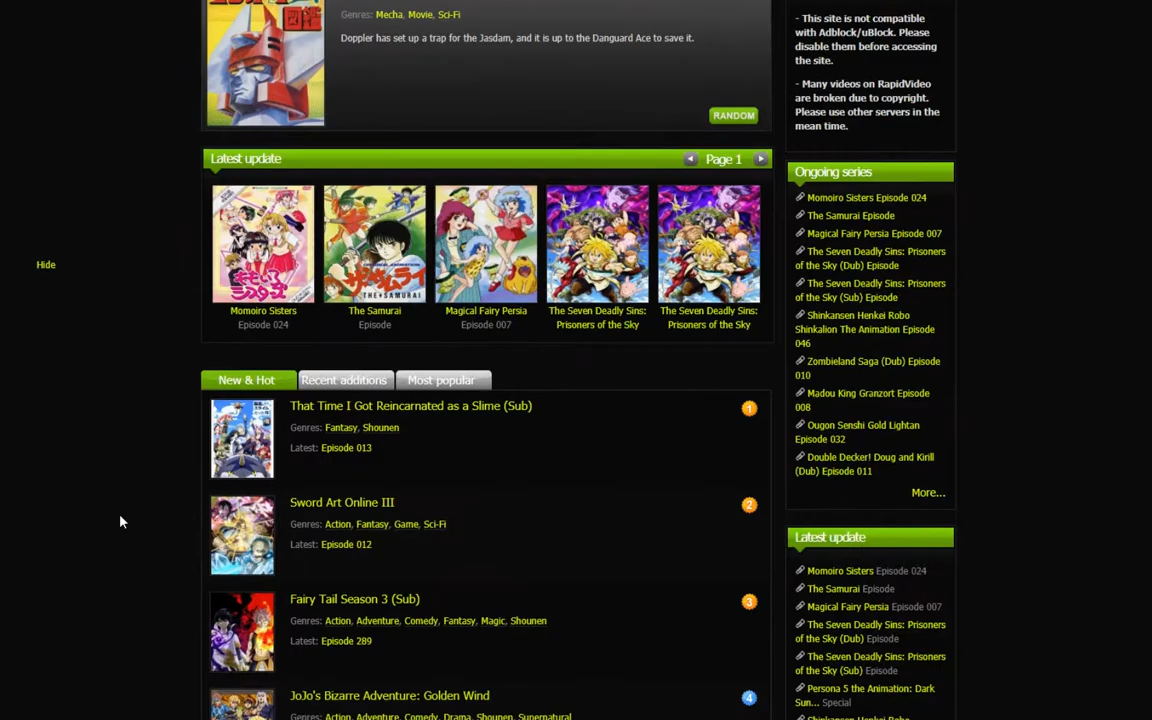 Genres: Mecha, Movie, Sci-Fi
Doppler has set up a trap for the Jasdam, and it is up to the Danguard Ace to save it.
RANDOM
Latest update
Page 1
Momoiro Sisters
Episode 024
The Samurai
Episode
Magical Fairy Persia
Episode 007
The Seven Deadly Sins:
Prisoners of the Sky
The Seven Deadly Sins:
Prisoners of the Sky
THE SAMURAI
Hide
New & Hot
Recent additions
Most popular
That Time I Got Reincarnated as a Slime (Sub)
Genres: Fantasy, Shounen
Latest: Episode 013
1
Sword Art Online III
Genres: Action, Fantasy, Game, Sci-Fi
Latest: Episode 012
2
Fairy Tail Season 3 (Sub)
Genres: Action, Adventure, Comedy, Fantasy, Magic, Shounen
Latest: Episode 289
3
JoJo's Bizarre Adventure: Golden Wind
Genres: Action, Adventure, Comedy, Drama, Shounen, Supernatural
4
- This site is not compatible
with Adblock/uBlock. Please
disable them before accessing
the site.
- Many videos on RapidVideo
are broken due to copyright.
Please use other servers in the
mean time.
Ongoing series
Momoiro Sisters Episode 024
The Samurai Episode
Magical Fairy Persia Episode 007
The Seven Deadly Sins: Prisoners
of the Sky (Dub) Episode
The Seven Deadly Sins: Prisoners
of the Sky (Sub) Episode
Shinkansen Henkei Robo
Shinkalion The Animation Episode
046
Zombieland Saga (Dub) Episode
010
Madou King Granzort Episode
008
Ougon Senshi Gold Lightan
Episode 032
Double Decker! Doug and Kirill
(Dub) Episode 011
More...
Latest update
Momoiro Sisters Episode 024
The Samurai Episode
Magical Fairy Persia Episode 007
The Seven Deadly Sins: Prisoners
of the Sky (Dub) Episode
The Seven Deadly Sins: Prisoners
of the Sky (Sub) Episode
Persona 5 the Animation: Dark
Sun... Special
Shinkansen Henkei Robo